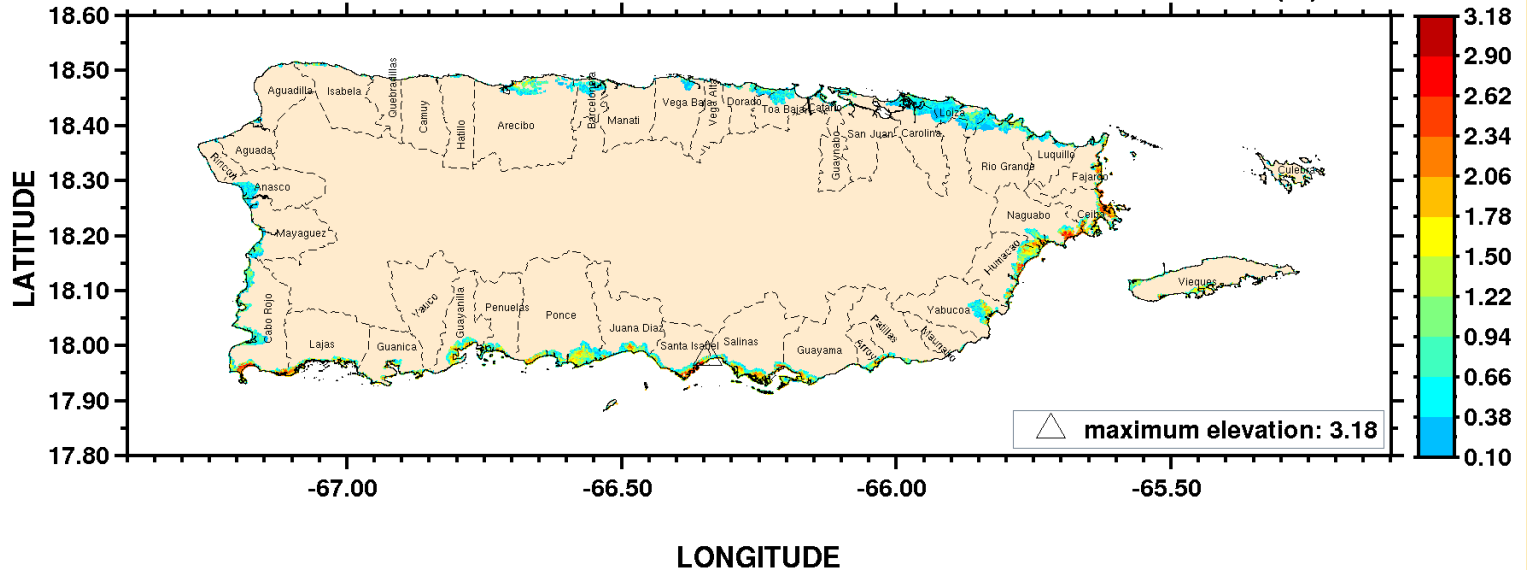 18.60
18.50
18.40
18.30
18.20
18.10
18.00
17.90
17.80
LATITUDE
-67.00
-66.50
-66.00
-65.50
LONGITUDE
Aguadilla
Isabela
Quebradillas
Camuy
Hatillo
Arecibo
Barceloneta
Manati
Vega Baja
Vega Alta
Dorado
Toa Baja
Catano
Guaynabo
San Juan
Carolina
Loiza
Rio Grande
Luquillo
Fajardo
Culebra
Aguada
Rincon
Anasco
Mayaguez
Naguabo
Ceiba
Humacao
Vieques
Cabo Rojo
Lajas
Guanica
Yauco
Guayanilla
Penuelas
Ponce
Juana Diaz
Santa Isabel
Salinas
Guayama
Arroyo
Patillas
Maunabo
Yabucoa
maximum elevation: 3.18
3.18
2.90
2.62
2.34
2.06
1.78
1.50
1.22
0.94
0.66
0.38
0.10